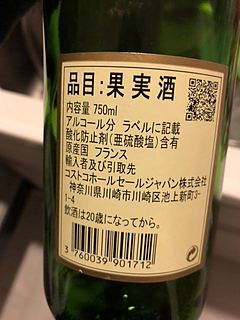 品目:果実酒
内容量 750ml
アルコール分 ラベルに記載
酸化防止剤(亜硫酸塩)含有
原産国 フランス
輸入者及び引取先
コストコホールセールジャパン株式会社
神奈川県川崎市川崎区池上新町3-
1-4
飲酒は20歳になってから。
3 760039 901712